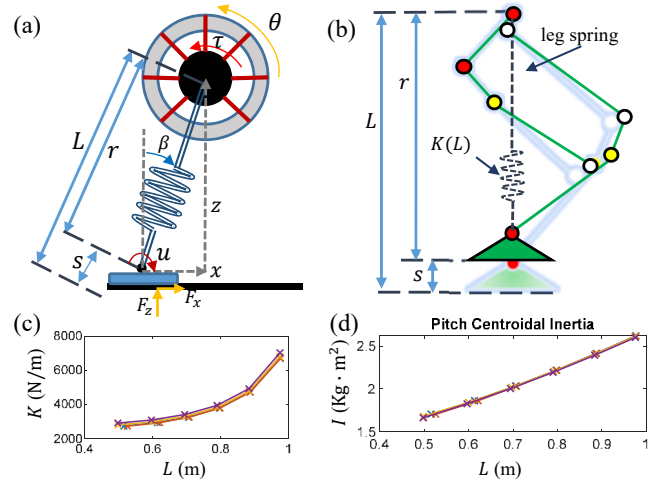 (a)
θ
τ
L
r
β
z
s
u
x
F_z
F_x
(b)
leg spring
r
L
K(L)
s
(c)
8000
6000
4000
2000
K
(N/m)
0.4
0.6
0.8
1
L (m)
(d)
Pitch Centroidal Inertia
2.5
2
1.5
I (Kg · m²)
0.4
0.5
0.6
0.7
0.8
0.9
1
L (m)